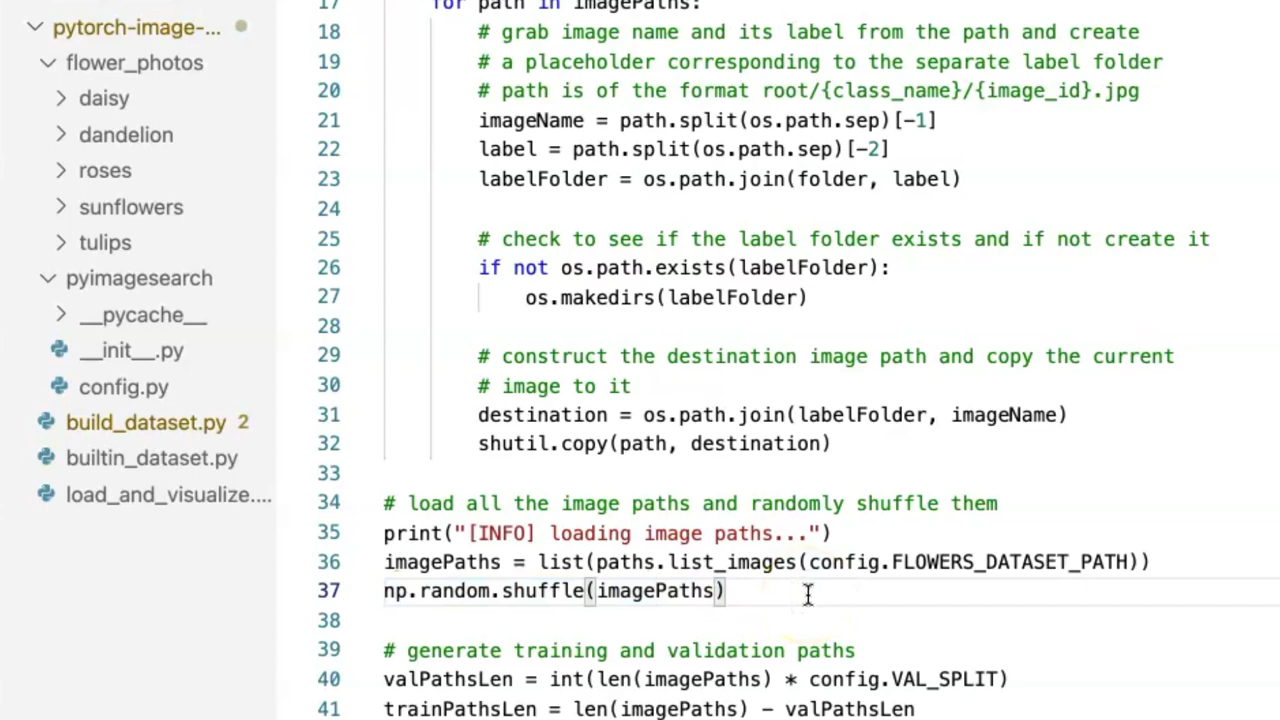 pytorch-image-...
flower_photos
daisy
dandelion
roses
sunflowers
tulips
pyimagesearch
__pycache__
__init__.py
config.py
build_dataset.py 2
builtin_dataset.py
load_and_visualize....
17 for path in imagePaths:
18 # grab image name and its label from the path and create
19 # a placeholder corresponding to the separate label folder
20 # path is of the format root/{class_name}/{image_id}.jpg
21 imageName = path.split(os.path.sep)[-1]
22 label = path.split(os.path.sep)[-2]
23 labelFolder = os.path.join(folder, label)
24
25 # check to see if the label folder exists and if not create it
26 if not os.path.exists(labelFolder):
27 os.makedirs(labelFolder)
28
29 # construct the destination image path and copy the current
30 # image to it
31 destination = os.path.join(labelFolder, imageName)
32 shutil.copy(path, destination)
33
34 # load all the image paths and randomly shuffle them
35 print("[INFO] loading image paths...")
36 imagePaths = list(paths.list_images(config.FLOWERS_DATASET_PATH))
37 np.random.shuffle(imagePaths)
38
39 # generate training and validation paths
40 valPathsLen = int(len(imagePaths) * config.VAL_SPLIT)
41 trainPathsLen = len(imagePaths) - valPathsLen